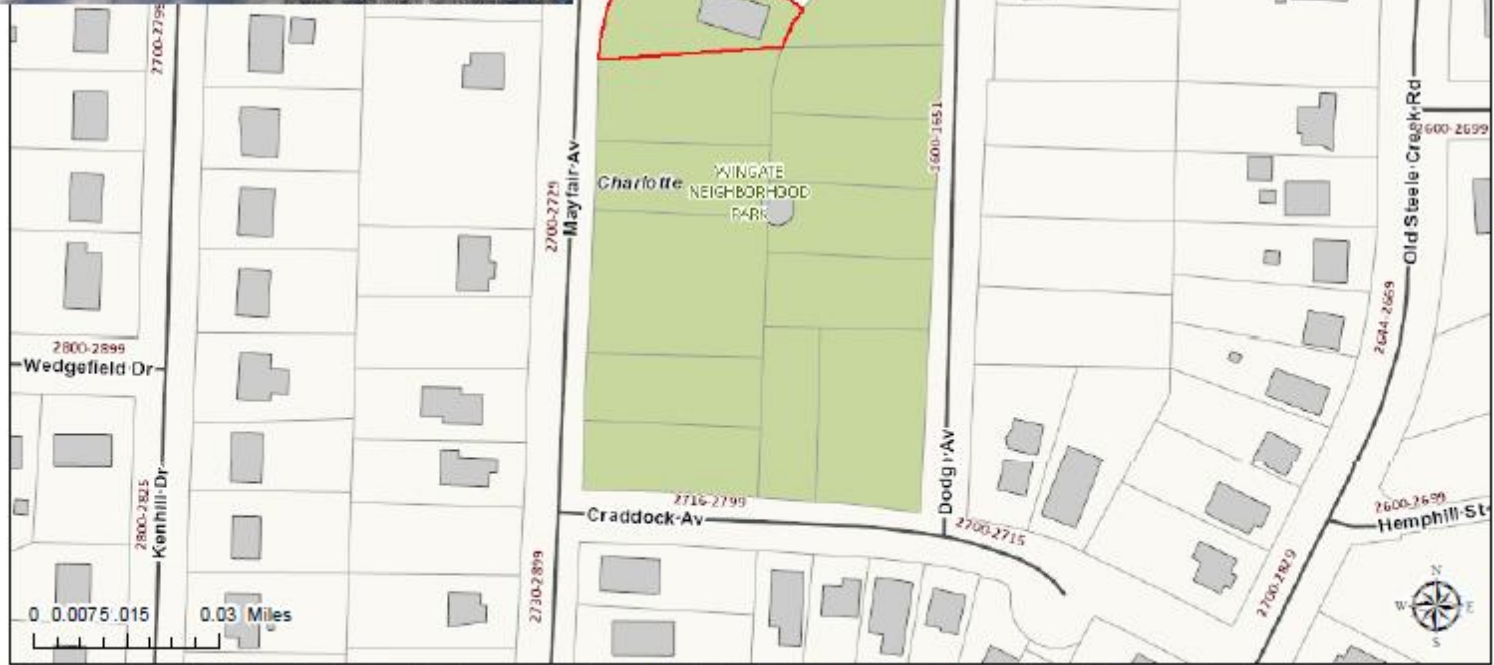 2700-2795
Kenhill-Dr
2800-2825
2800-2899
Wedgefield Dr
0 0.0075.015 0.03 Miles
Mayfair-Av
2700-2729
2730-2899
Charlotte
WINGATE
NEIGHBORHOOD
PARK
1600-1651
2716-2799
Craddock-Av
2700-2715
Old Steele Creek Rd
2600-2699
2644-2669
2600-2699
Hemphill-St
2700-2829
N
W E
S